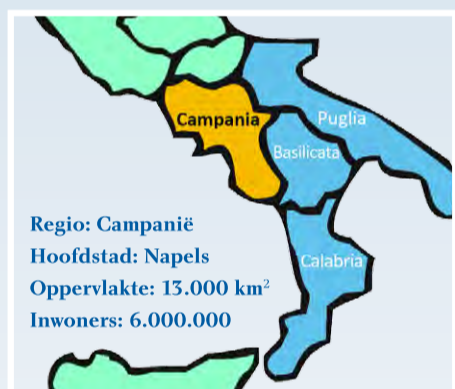 Campania
Puglia
Basilicata
Calabria
Regio: Campanië
Hoofdstad: Napels
Oppervlakte: 13.000 km²
Inwoners: 6.000.000